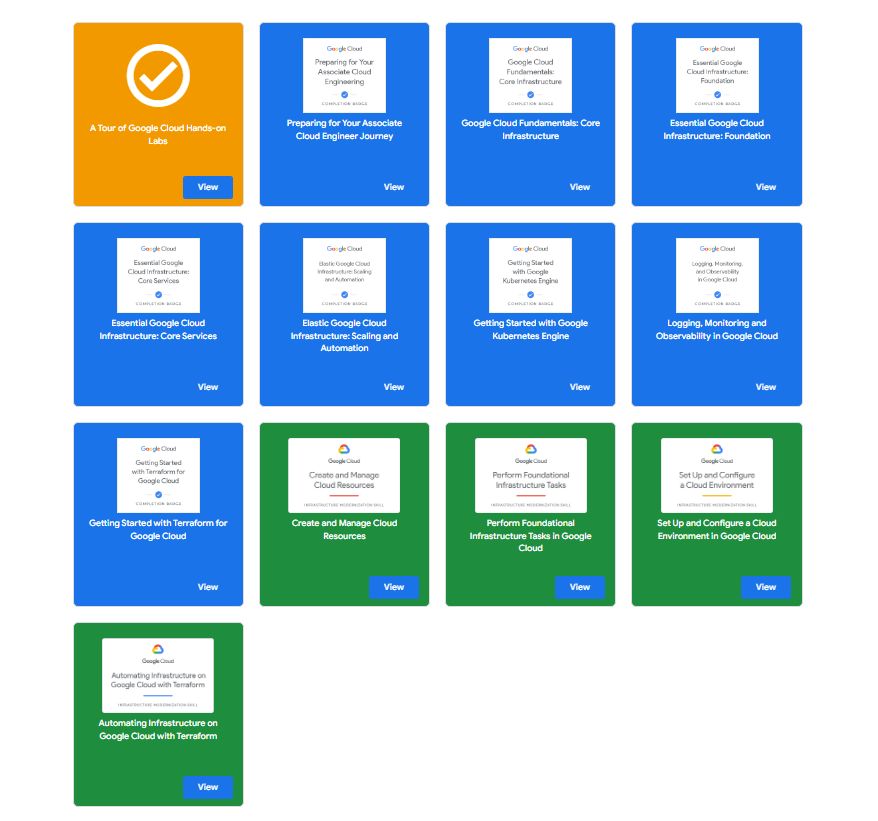 A Tour of Google Cloud Hands-on
Labs
View
Google Cloud
Preparing for Your
Associate Cloud
Engineering
COMPLETION BADGE
Preparing for Your Associate
Cloud Engineer Journey
View
Google Cloud
Google Cloud
Fundamentals:
Core Infrastructure
COMPLETION BADGE
Google Cloud Fundamentals: Core
Infrastructure
View
Google Cloud
Essential Google
Cloud Infrastructure:
Foundation
COMPLETION BADGE
Essential Google Cloud
Infrastructure: Foundation
View
Google Cloud
Essential Google
Cloud Infrastructure:
Core Services
COMPLETION BADGE
Essential Google Cloud
Infrastructure: Core Services
View
Google Cloud
Elastic Google Cloud
Infrastructure: Scaling
and Automation
COMPLETION BADGE
Elastic Google Cloud
Infrastructure: Scaling and
Automation
View
Google Cloud
Getting Started
with Google
Kubernetes Engine
COMPLETION BADGE
Getting Started with Google
Kubernetes Engine
View
Google Cloud
Logging, Monitoring,
and Observability
in Google Cloud
COMPLETION BADGE
Logging, Monitoring and
Observability in Google Cloud
View
Google Cloud
Getting Started
with Terraform for
Google Cloud
COMPLETION BADGE
Getting Started with Terraform for
Google Cloud
View
Google Cloud
Create and Manage
Cloud Resources
INFRASTRUCTURE MODERNIZATION SKILL
Create and Manage Cloud
Resources
View
Google Cloud
Perform Foundational
Infrastructure Tasks
INFRASTRUCTURE MODERNIZATION SKILL
Perform Foundational
Infrastructure Tasks in Google
Cloud
View
Google Cloud
Set Up and Configure
a Cloud Environment
INFRASTRUCTURE MODERNIZATION SKILL
Set Up and Configure a Cloud
Environment in Google Cloud
View
Google Cloud
Automating Infrastructure on
Google Cloud with Terraform
INFRASTRUCTURE MODERNIZATION SKILL
Automating Infrastructure on
Google Cloud with Terraform
View